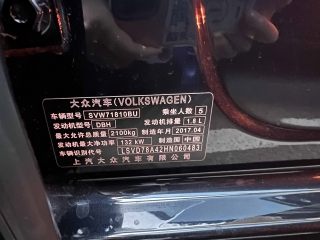 大众汽车(VOLKSWAGEN)
车辆型号 SVW71810BU 乘坐人数 5
发动机型号 DBH 发动机排量 1.8 L
最大允许总质量 2100kg 制造年月 2017.04
发动机最大净功率 132 kW 制造国 中国
车辆识别代号 LSVD76A42HN060483
上汽大众汽车有限公司